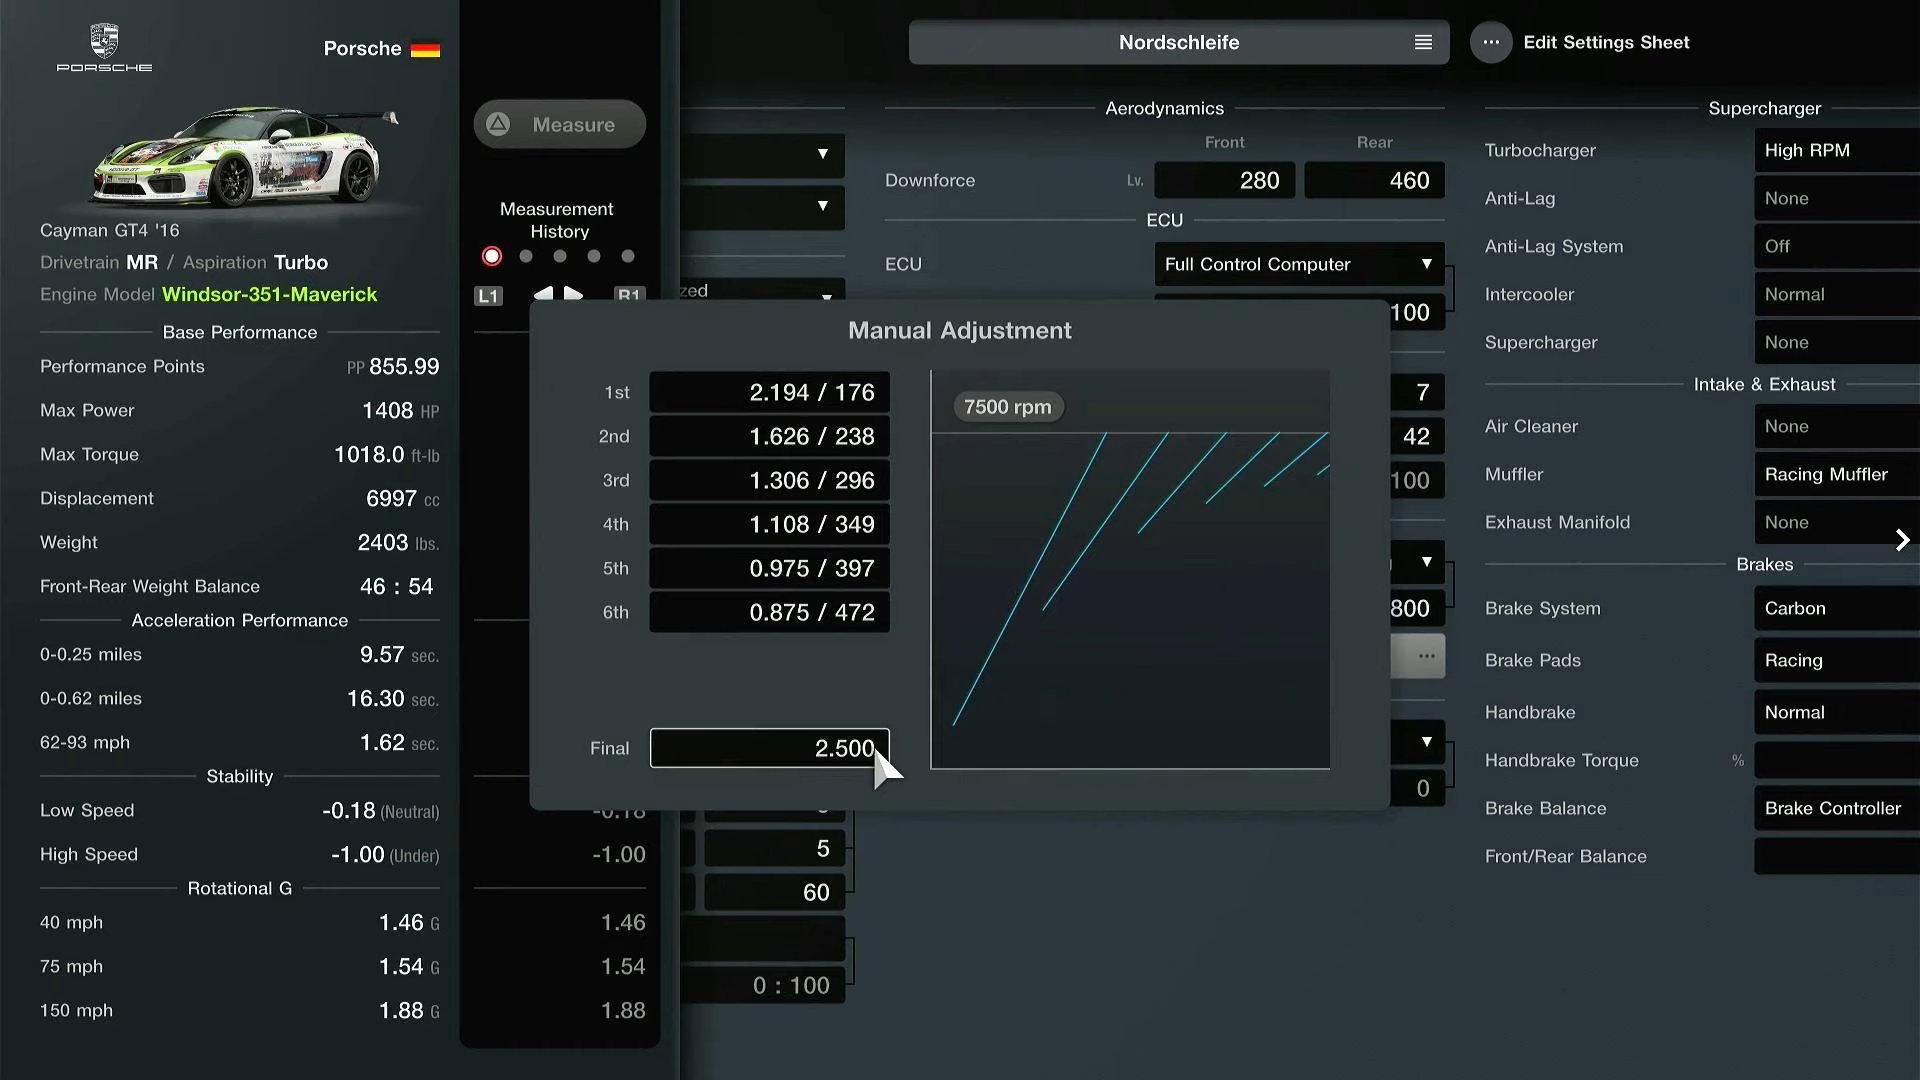 PORSCHE
Porsche
Cayman GT4 '16
Drivetrain MR / Aspiration Turbo
Engine Model Windsor-351-Maverick
Base Performance
Performance Points PP 855.99
Max Power 1408 HP
Max Torque 1018.0 ft-lb
Displacement 6997 cc
Weight 2403 lbs.
Front-Rear Weight Balance 46 : 54
Acceleration Performance
0-0.25 miles 9.57 sec.
0-0.62 miles 16.30 sec.
62-93 mph 1.62 sec.
Stability
Low Speed -0.18 (Neutral)
High Speed -1.00 (Under)
Rotational G
40 mph 1.46 G
75 mph 1.54 G
150 mph 1.88 G
Measure
Measurement
History
L1 R1
-0.18
-1.00
1.46
1.54
1.88
Nordschleife
Edit Settings Sheet
zed
5
60
0 : 100
Aerodynamics
Front Rear
Downforce Lv. 280 460
ECU
ECU Full Control Computer
100
7
42
100
800
0
Manual Adjustment
1st 2.194 / 176
2nd 1.626 / 238
3rd 1.306 / 296
4th 1.108 / 349
5th 0.975 / 397
6th 0.875 / 472
Final 2.500
7500 rpm
Supercharger
Turbocharger High RPM
Anti-Lag None
Anti-Lag System Off
Intercooler Normal
Supercharger None
Intake & Exhaust
Air Cleaner None
Muffler Racing Muffler
Exhaust Manifold None
Brakes
Brake System Carbon
Brake Pads Racing
Handbrake Normal
Handbrake Torque %
Brake Balance Brake Controller
Front/Rear Balance